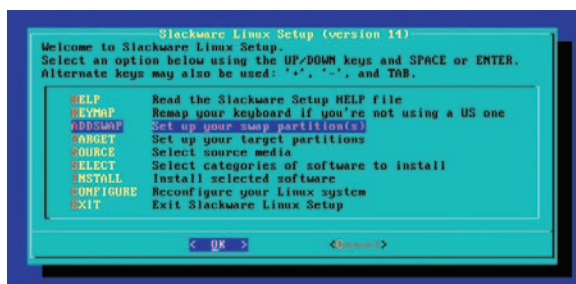 Slackware Linux Setup (version 14)
Welcome to Slackware Linux Setup.
Select an option below using the UP/DOWN keys and SPACE or ENTER.
Alternate keys may also be used: '+', '-', and TAB.
HELP Read the Slackware Setup HELP file
KEYMAP Remap your keyboard if you're not using a US one
ADDSWAP Set up your swap partition(s)
TARGET Set up your target partitions
SOURCE Select source media
SELECT Select categories of software to install
INSTALL Install selected software
CONFIGURE Reconfigure your Linux system
EXIT Exit Slackware Linux Setup
< OK > <Cancel>